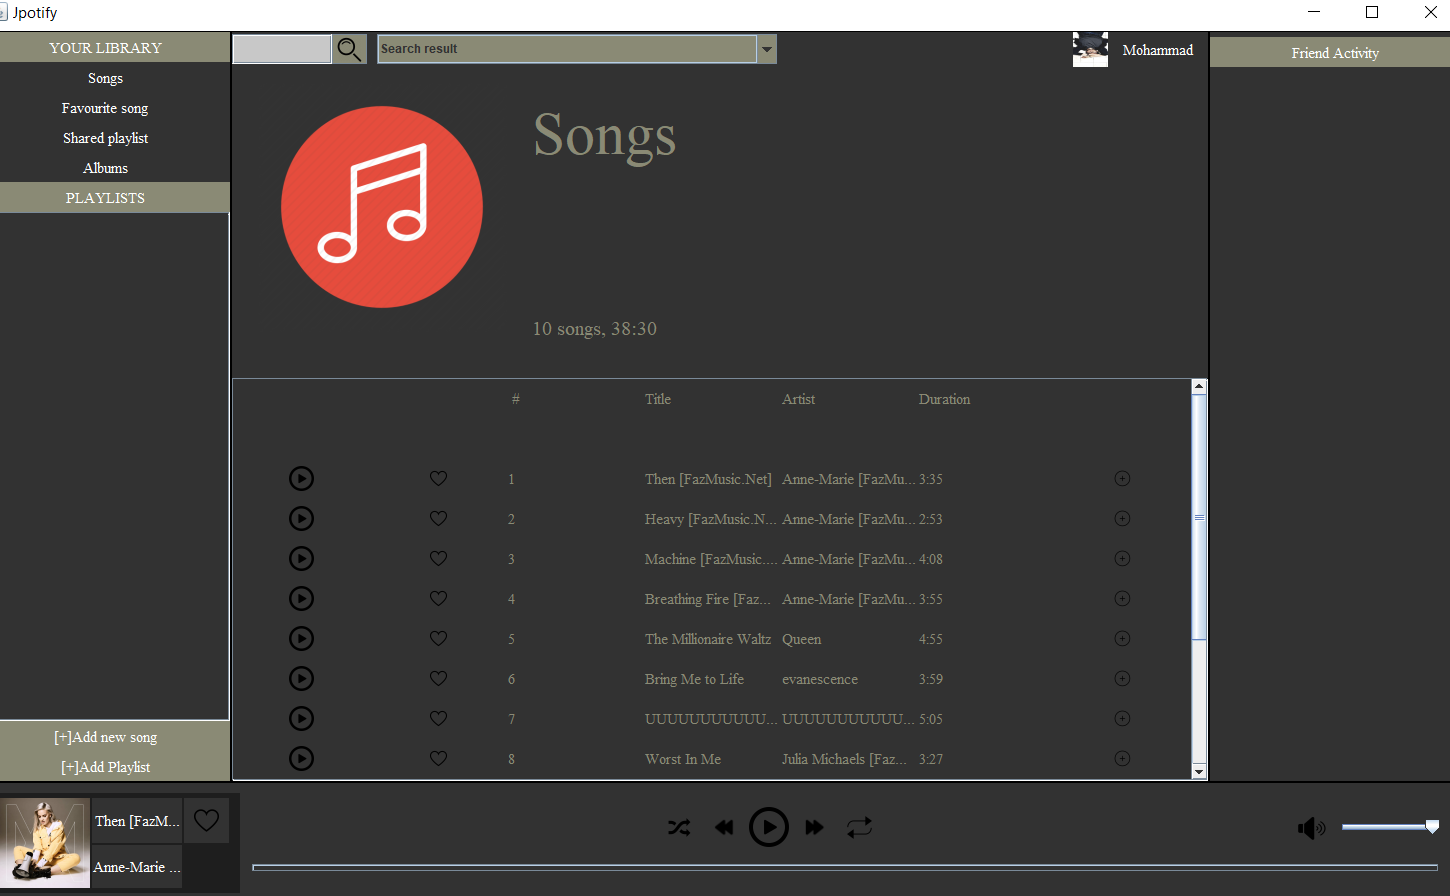 Jpotify
YOUR LIBRARY
Songs
Favourite song
Shared playlist
Albums
PLAYLISTS
[+]Add new song
[+]Add Playlist
Search result
Mohammad
Friend Activity
Songs
10 songs, 38:30
# Title Artist Duration
1 Then [FazMusic.Net] Anne-Marie [FazMu... 3:35
2 Heavy [FazMusic.N... Anne-Marie [FazMu... 2:53
3 Machine [FazMusic.... Anne-Marie [FazMu... 4:08
4 Breathing Fire [Faz... Anne-Marie [FazMu... 3:55
5 The Millionaire Waltz Queen 4:55
6 Bring Me to Life evanescence 3:59
7 UUUUUUUUUUU... UUUUUUUUUUU... 5:05
8 Worst In Me Julia Michaels [Faz... 3:27
Then [FazM...
Anne-Marie ...